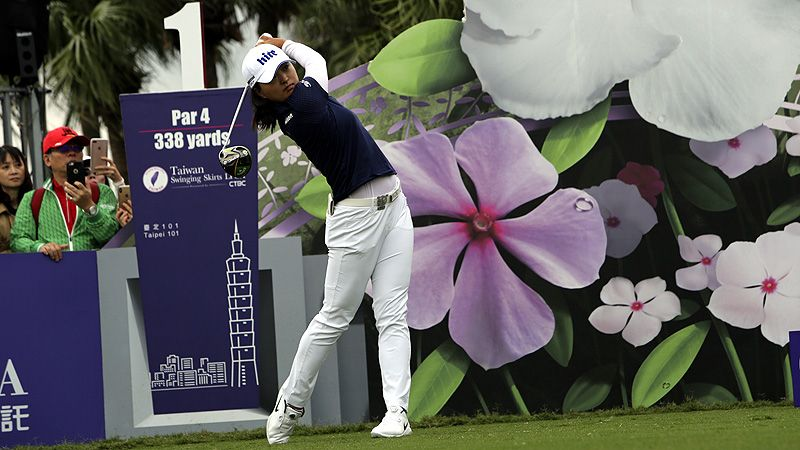 1
hite
Par 4
338 yards
Taiwan
Swinging Skirts
CTBC
臺北101
Taipei 101
A
託